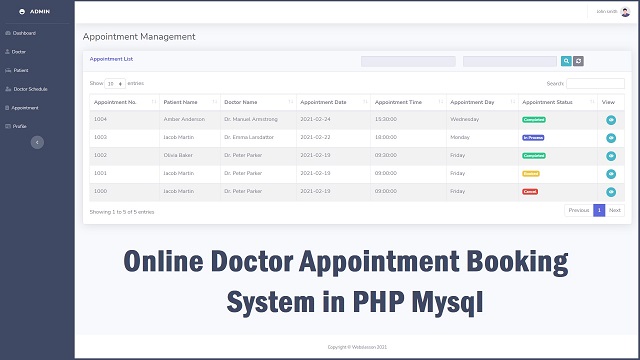 ADMIN
John smith
Dashboard
Doctor
Patient
Doctor Schedule
Appointment
Profile
Appointment Management
Appointment List
Show 10 entries
Search:
Appointment No. Patient Name Doctor Name Appointment Date Appointment Time Appointment Day Appointment Status View
1004 Amber Anderson Dr. Manuel Armstrong 2021-02-24 15:30:00 Wednesday Completed
1003 Jacob Martin Dr. Emma Larsdattor 2021-02-22 18:00:00 Monday In Process
1002 Olivia Baker Dr. Peter Parker 2021-02-19 09:30:00 Friday Completed
1001 Jacob Martin Dr. Peter Parker 2021-02-19 09:00:00 Friday Booked
1000 Jacob Martin Dr. Peter Parker 2021-02-19 09:00:00 Friday Cancel
Showing 1 to 5 of 5 entries
Previous 1 Next
Online Doctor Appointment Booking
System in PHP Mysql
Copyright © Webslesson 2021